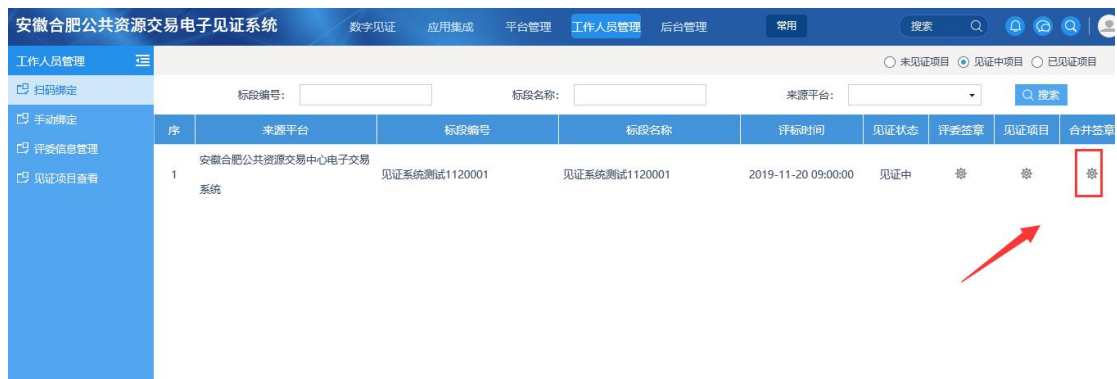 安徽合肥公共资源交易电子见证系统 数字见证 应用集成 平台管理 工作人员管理 后台管理 常用 搜索
工作人员管理 未见证项目 见证中项目 已见证项目
扫码绑定 标段编号: 标段名称: 来源平台: 搜索
手动绑定
评委信息管理
见证项目查看
序 来源平台 标段编号 标段名称 评标时间 见证状态 评委签章 见证项目 合并签章
1 安徽合肥公共资源交易中心电子交易 见证系统测试1120001 见证系统测试1120001 2019-11-20 09:00:00 见证中
系统